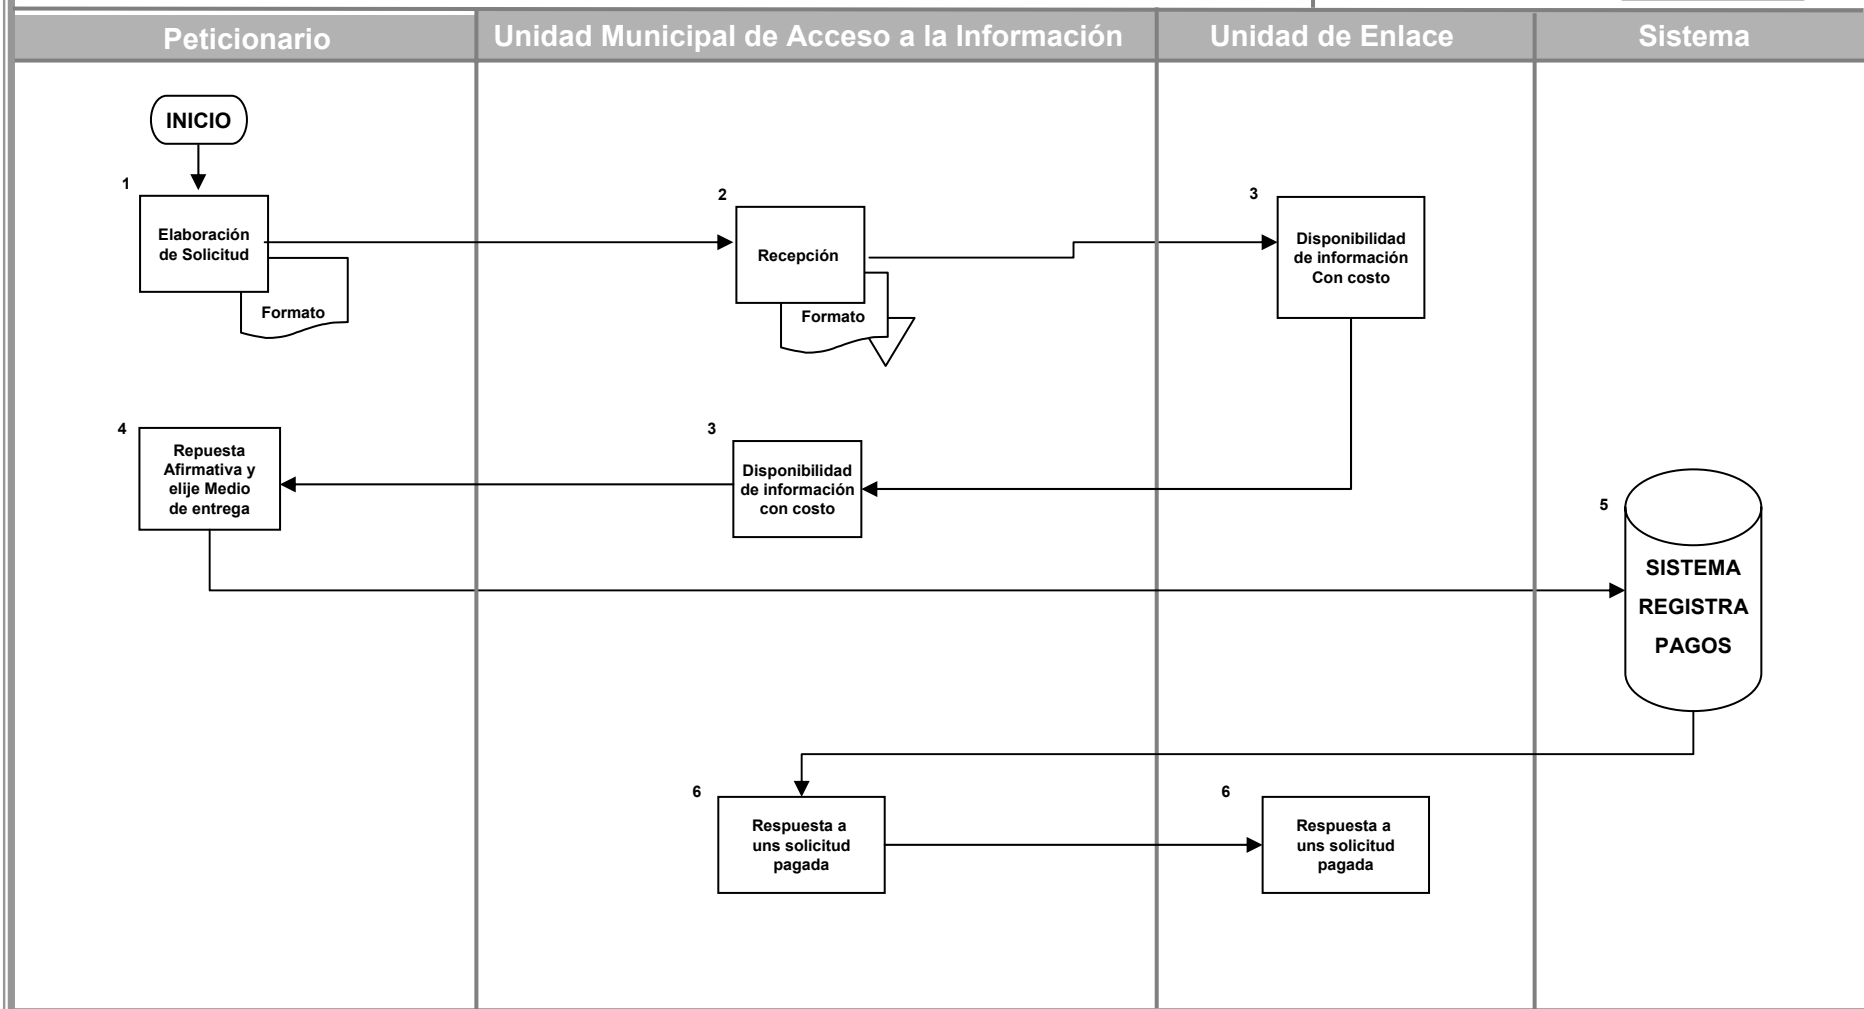 Peticionario
Unidad Municipal de Acceso a la Información
Unidad de Enlace
Sistema
INICIO
1
Elaboración
de Solicitud
Formato
2
Recepción
Formato
3
Disponibilidad
de información
Con costo
4
Repuesta
Afirmativa y
elije Medio
de entrega
3
Disponibilidad
de información
con costo
5
SISTEMA
REGISTRA
PAGOS
6
Respuesta a
uns solicitud
pagada
6
Respuesta a
uns solicitud
pagada